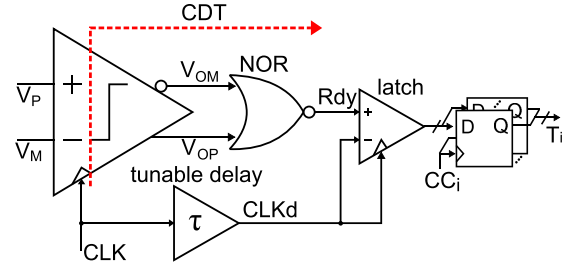 CDT
V_P
+
V_M
−
V_OM
V_OP
NOR
Rdy
latch
+
−
D Q
D Q
T_i
CC_i
tunable delay
τ
CLK
CLKd